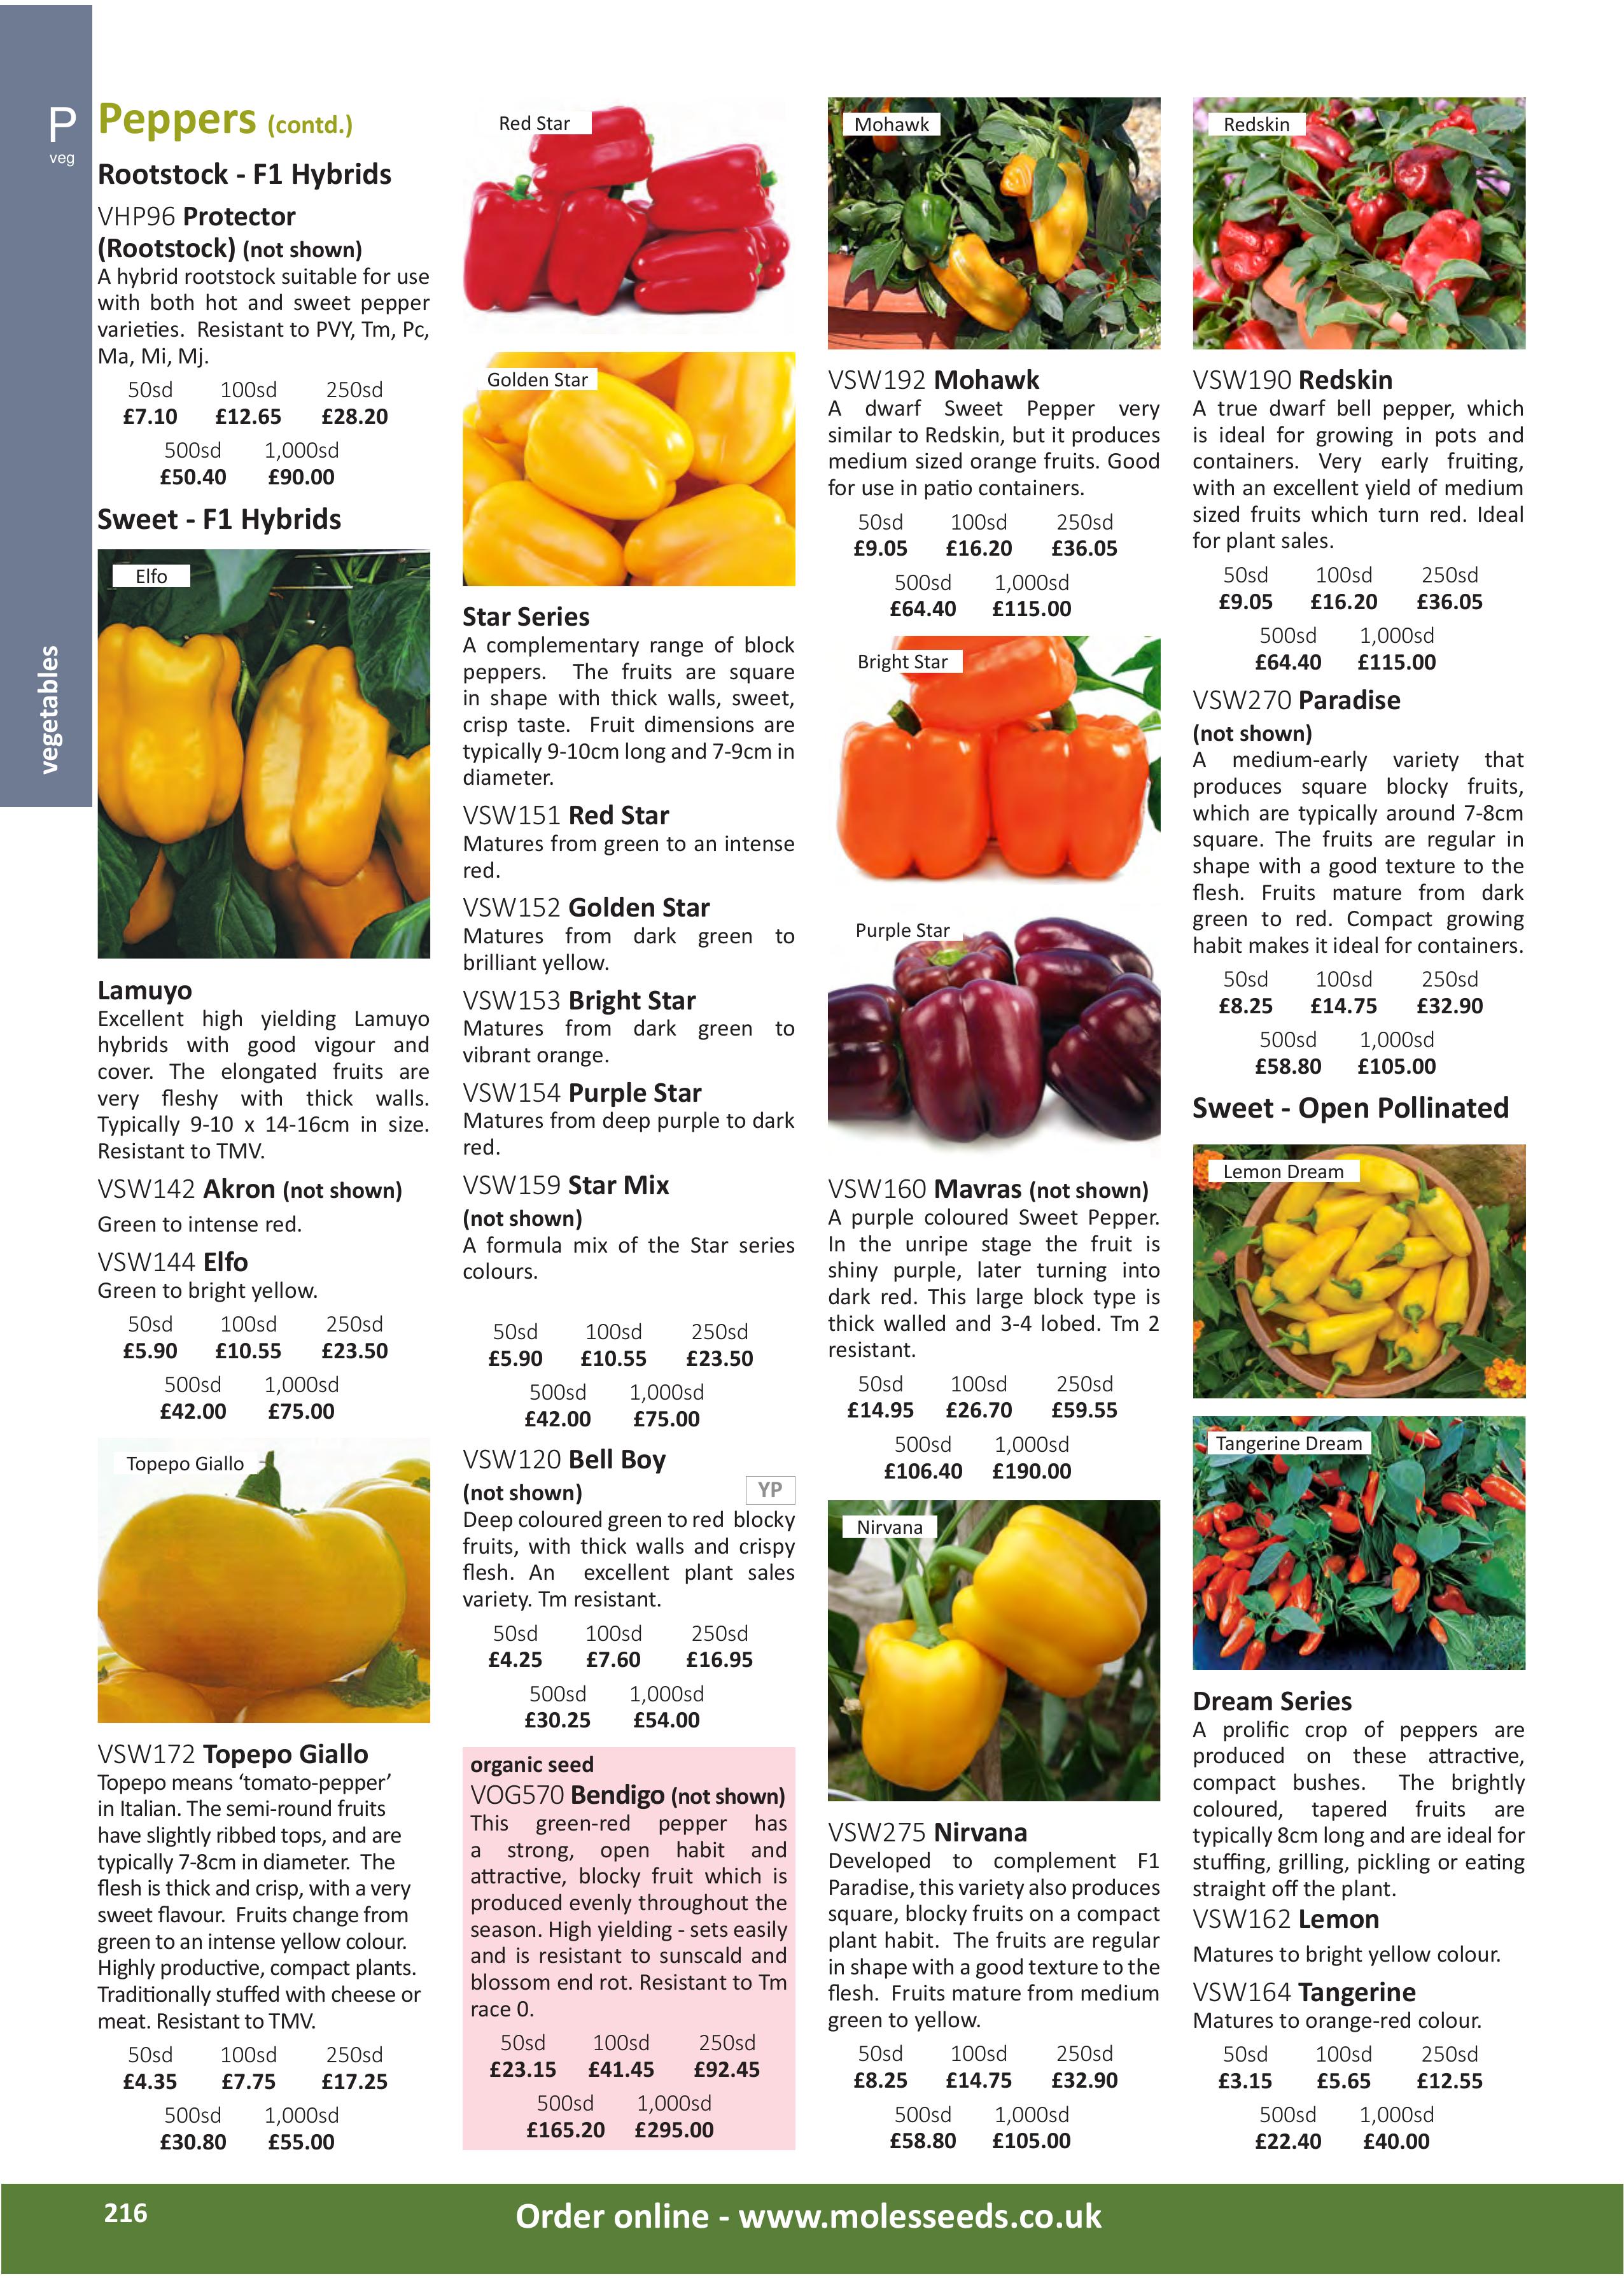 P
veg
vegetables
Peppers (contd.)
Rootstock - F1 Hybrids
VHP96 Protector
(Rootstock) (not shown)
A hybrid rootstock suitable for use
with both hot and sweet pepper
varieties. Resistant to PVY, Tm, Pc,
Ma, Mi, Mj.
50sd 100sd 250sd
£7.10 £12.65 £28.20
500sd 1,000sd
£50.40 £90.00
Sweet - F1 Hybrids
Elfo
Lamuyo
Excellent high yielding Lamuyo
hybrids with good vigour and
cover. The elongated fruits are
very fleshy with thick walls.
Typically 9-10 x 14-16cm in size.
Resistant to TMV.
VSW142 Akron (not shown)
Green to intense red.
VSW144 Elfo
Green to bright yellow.
50sd 100sd 250sd
£5.90 £10.55 £23.50
500sd 1,000sd
£42.00 £75.00
Topepo Giallo
VSW172 Topepo Giallo
Topepo means ‘tomato-pepper’
in Italian. The semi-round fruits
have slightly ribbed tops, and are
typically 7-8cm in diameter. The
flesh is thick and crisp, with a very
sweet flavour. Fruits change from
green to an intense yellow colour.
Highly productive, compact plants.
Traditionally stuffed with cheese or
meat. Resistant to TMV.
50sd 100sd 250sd
£4.35 £7.75 £17.25
500sd 1,000sd
£30.80 £55.00
Red Star
Golden Star
Star Series
A complementary range of block
peppers. The fruits are square
in shape with thick walls, sweet,
crisp taste. Fruit dimensions are
typically 9-10cm long and 7-9cm in
diameter.
VSW151 Red Star
Matures from green to an intense
red.
VSW152 Golden Star
Matures from dark green to
brilliant yellow.
VSW153 Bright Star
Matures from dark green to
vibrant orange.
VSW154 Purple Star
Matures from deep purple to dark
red.
VSW159 Star Mix
(not shown)
A formula mix of the Star series
colours.
50sd 100sd 250sd
£5.90 £10.55 £23.50
500sd 1,000sd
£42.00 £75.00
VSW120 Bell Boy
(not shown) YP
Deep coloured green to red blocky
fruits, with thick walls and crispy
flesh. An excellent plant sales
variety. Tm resistant.
50sd 100sd 250sd
£4.25 £7.60 £16.95
500sd 1,000sd
£30.25 £54.00
organic seed
VOG570 Bendigo (not shown)
This green-red pepper has
a strong, open habit and
attractive, blocky fruit which is
produced evenly throughout the
season. High yielding - sets easily
and is resistant to sunscald and
blossom end rot. Resistant to Tm
race 0.
50sd 100sd 250sd
£23.15 £41.45 £92.45
500sd 1,000sd
£165.20 £295.00
Mohawk
VSW192 Mohawk
A dwarf Sweet Pepper very
similar to Redskin, but it produces
medium sized orange fruits. Good
for use in patio containers.
50sd 100sd 250sd
£9.05 £16.20 £36.05
500sd 1,000sd
£64.40 £115.00
Bright Star
Purple Star
VSW160 Mavras (not shown)
A purple coloured Sweet Pepper.
In the unripe stage the fruit is
shiny purple, later turning into
dark red. This large block type is
thick walled and 3-4 lobed. Tm 2
resistant.
50sd 100sd 250sd
£14.95 £26.70 £59.55
500sd 1,000sd
£106.40 £190.00
Nirvana
VSW275 Nirvana
Developed to complement F1
Paradise, this variety also produces
square, blocky fruits on a compact
plant habit. The fruits are regular
in shape with a good texture to the
flesh. Fruits mature from medium
green to yellow.
50sd 100sd 250sd
£8.25 £14.75 £32.90
500sd 1,000sd
£58.80 £105.00
Redskin
VSW190 Redskin
A true dwarf bell pepper, which
is ideal for growing in pots and
containers. Very early fruiting,
with an excellent yield of medium
sized fruits which turn red. Ideal
for plant sales.
50sd 100sd 250sd
£9.05 £16.20 £36.05
500sd 1,000sd
£64.40 £115.00
VSW270 Paradise
(not shown)
A medium-early variety that
produces square blocky fruits,
which are typically around 7-8cm
square. The fruits are regular in
shape with a good texture to the
flesh. Fruits mature from dark
green to red. Compact growing
habit makes it ideal for containers.
50sd 100sd 250sd
£8.25 £14.75 £32.90
500sd 1,000sd
£58.80 £105.00
Sweet - Open Pollinated
Lemon Dream
Tangerine Dream
Dream Series
A prolific crop of peppers are
produced on these attractive,
compact bushes. The brightly
coloured, tapered fruits are
typically 8cm long and are ideal for
stuffing, grilling, pickling or eating
straight off the plant.
VSW162 Lemon
Matures to bright yellow colour.
VSW164 Tangerine
Matures to orange-red colour.
50sd 100sd 250sd
£3.15 £5.65 £12.55
500sd 1,000sd
£22.40 £40.00
216
Order online - www.molesseeds.co.uk